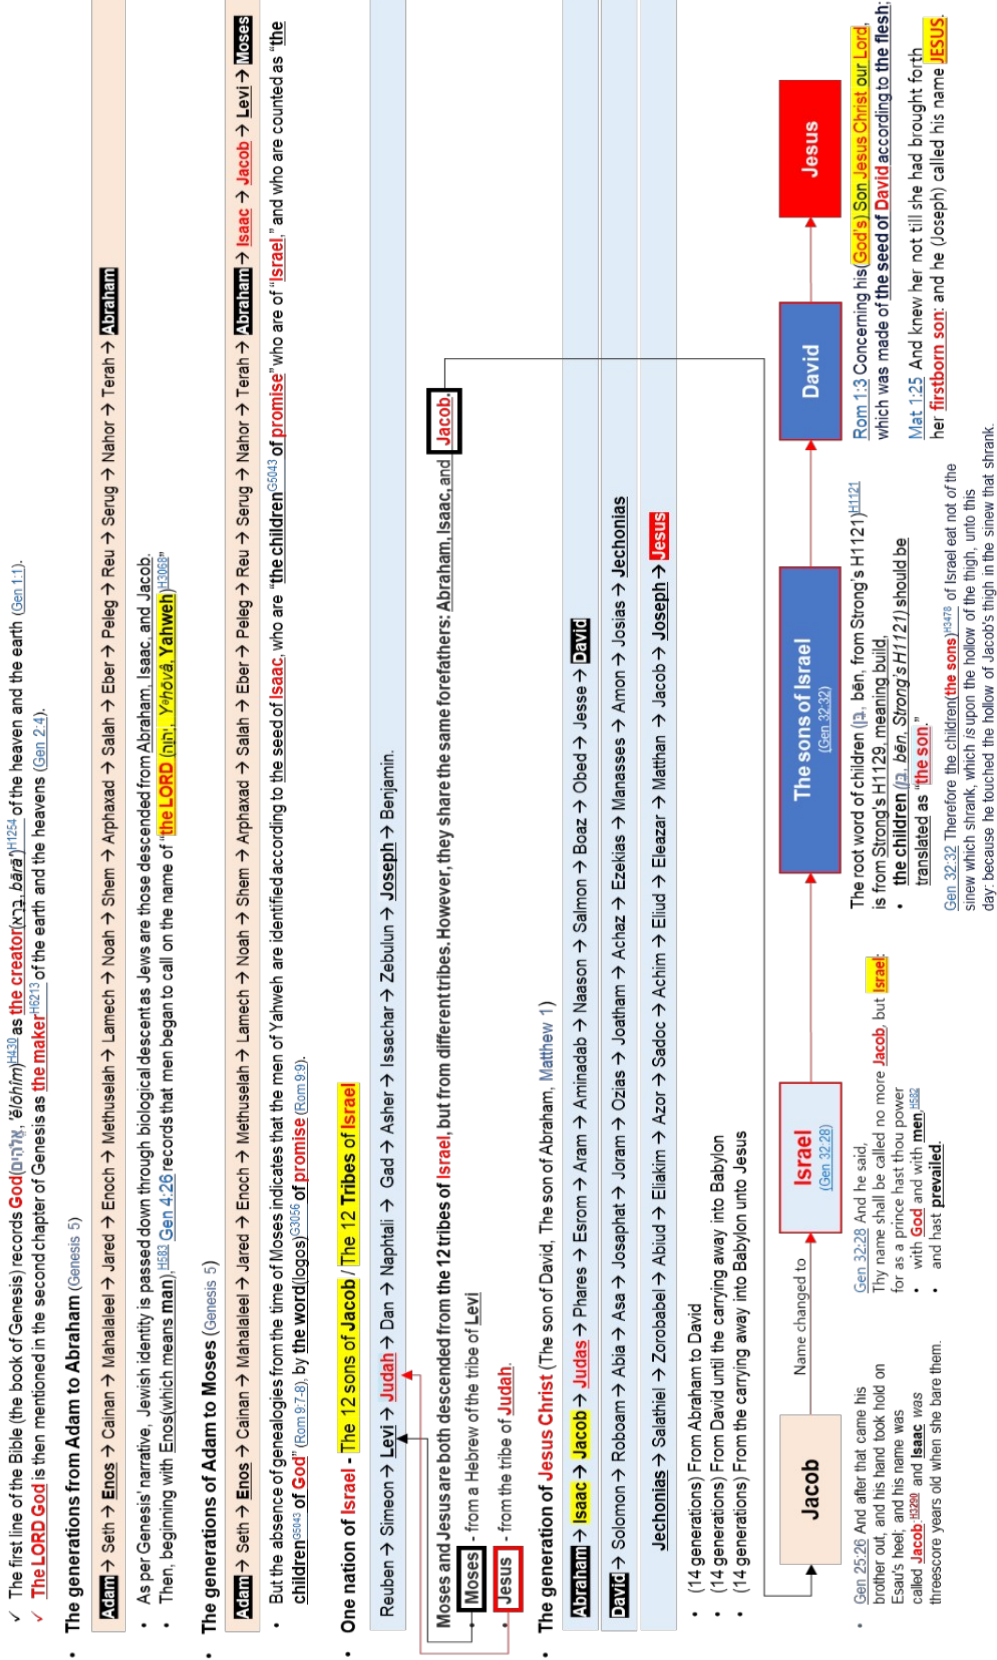 ✓ The first line of the Bible (the book of Genesis) records God(אֱלֹהִים, 'ĕlōhîm)H430 as the creator(בָּרָא, bārā')H1254 of the heaven and the earth (Gen 1:1).
✓ The LORD God is then mentioned in the second chapter of Genesis as the makerH6213 of the earth and the heavens (Gen 2:4).
• The generations from Adam to Abraham (Genesis 5)
Adam → Seth → Enos → Cainan → Mahalaleel → Jared → Enoch → Methuselah → Lamech → Noah → Shem → Arphaxad → Salah → Eber → Peleg → Reu → Serug → Nahor → Terah → Abraham
• As per Genesis' narrative, Jewish identity is passed down through biological descent as Jews are those descended from Abraham, Isaac, and Jacob.
• Then, beginning with Enos(which means man),H583 Gen 4:26 records that men began to call on the name of "the LORD (יְהֹוָה, Yᵉhōvâ, Yahweh)H3068"
• The generations of Adam to Moses (Genesis 5)
Adam → Seth → Enos → Cainan → Mahalaleel → Jared → Enoch → Methuselah → Lamech → Noah → Shem → Arphaxad → Salah → Eber → Peleg → Reu → Serug → Nahor → Terah → Abraham → Isaac → Jacob → Levi → Moses
• But the absence of genealogies from the time of Moses indicates that the men of Yahweh are identified according to the seed of Isaac, who are "the childrenG5043 of promise" who are of "Israel," and who are counted as "the
childrenG5043 of God" (Rom 9:7-8), by the word(logos)G3056 of promise (Rom 9:9).
• One nation of Israel - The 12 sons of Jacob / The 12 Tribes of Israel
Reuben → Simeon → Levi → Judah → Dan → Naphtali → Gad → Asher → Issachar → Zebulun → Joseph → Benjamin.
Moses and Jesus are both descended from the 12 tribes of Israel, but from different tribes. However, they share the same forefathers: Abraham, Isaac, and Jacob.
• Moses - from a Hebrew of the tribe of Levi
• Jesus - from the tribe of Judah.
• The generation of Jesus Christ (The son of David, The son of Abraham, Matthew 1)
Abraham → Isaac → Jacob → Judas → Phares → Esrom → Aram → Aminadab → Naason → Salmon → Boaz → Obed → Jesse → David
David → Solomon → Roboam → Abia → Asa → Josaphat → Joram → Ozias → Joatham → Achaz → Ezekias → Manasses → Amon → Josias → Jechonias
Jechonias → Salathiel → Zorobabel → Abiud → Eliakim → Azor → Sadoc → Achim → Eliud → Eleazar → Matthan → Jacob → Joseph → Jesus
• (14 generations) From Abraham to David
• (14 generations) From David until the carrying away into Babylon
• (14 generations) From the carrying away into Babylon unto Jesus
Jacob
Name changed to
Israel
(Gen 32:28)
The sons of Israel
(Gen 32:32)
David
Jesus
• Gen 25:26 And after that came his
brother out, and his hand took hold on
Esau's heel; and his name was
called Jacob:H3290 and Isaac was
threescore years old when she bare them.
Gen 32:28 And he said,
Thy name shall be called no more Jacob, but Israel:
for as a prince hast thou power
• with God and with men,H582
• and hast prevailed.
The root word of children (בֵּן, bēn, from Strong's H1121)H1121
is from Strong's H1129, meaning build,
• the children (בֵּן, bēn, Strong's H1121) should be
translated as "the son."
Gen 32:32 Therefore the children(the sons)H3478 of Israel eat not of the
sinew which shrank, which is upon the hollow of the thigh, unto this
day: because he touched the hollow of Jacob's thigh in the sinew that shrank.
Rom 1:3 Concerning his(God's) Son Jesus Christ our Lord,
which was made of the seed of David according to the flesh;
Mat 1:25 And knew her not till she had brought forth
her firstborn son: and he (Joseph) called his name JESUS.